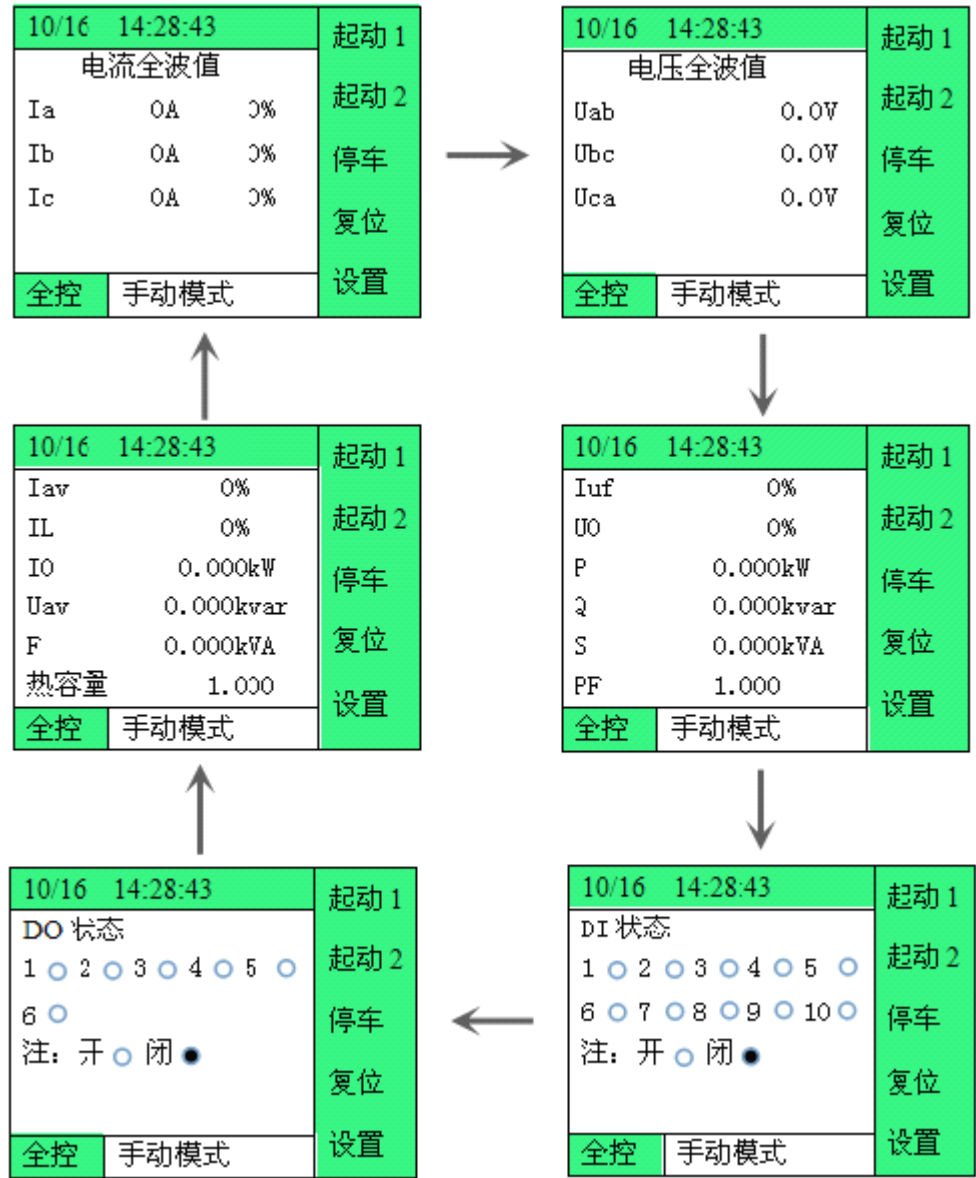 10/16 14:28:43
电流全波值
Ia 0A 0%
Ib 0A 0%
Ic 0A 0%
全控 手动模式
起动 1
起动 2
停车
复位
设置
10/16 14:28:43
电压全波值
Uab 0.0V
Ubc 0.0V
Uca 0.0V
全控 手动模式
起动 1
起动 2
停车
复位
设置
10/16 14:28:43
Iav 0%
IL 0%
IO 0.000kW
Uav 0.000kvar
F 0.000kVA
热容量 1.000
全控 手动模式
起动 1
起动 2
停车
复位
设置
10/16 14:28:43
Iuf 0%
UO 0%
P 0.000kW
Q 0.000kvar
S 0.000kVA
PF 1.000
全控 手动模式
起动 1
起动 2
停车
复位
设置
10/16 14:28:43
DO 状态
1 2 3 4 5
6
注：开 闭
全控 手动模式
起动 1
起动 2
停车
复位
设置
10/16 14:28:43
DI 状态
1 2 3 4 5
6 7 8 9 10
注：开 闭
全控 手动模式
起动 1
起动 2
停车
复位
设置